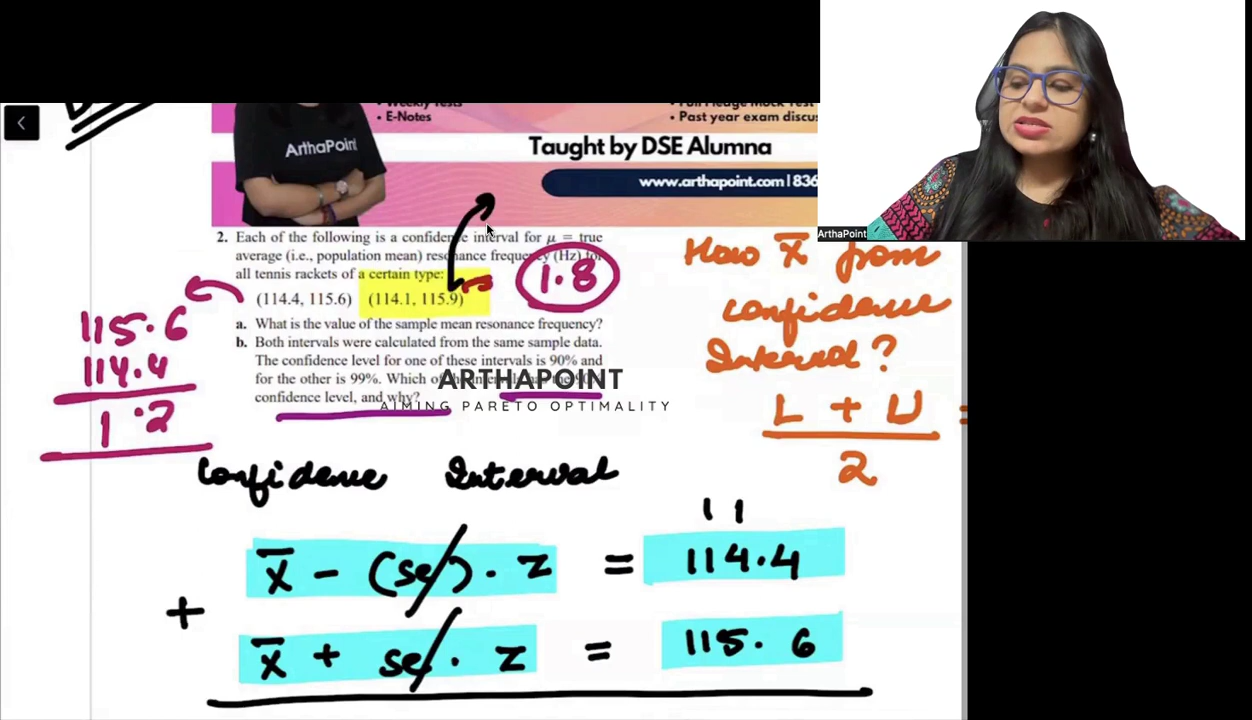 • Weekly Tests
• E-Notes
• Past year exam discu
ArthaPoint
Taught by DSE Alumna
www.arthapoint.com | 836
ArthaPoint
2. Each of the following is a confidence interval for μ = true
average (i.e., population mean) resonance frequency (Hz) for
all tennis rackets of a certain type:
(114.4, 115.6) (114.1, 115.9)
a. What is the value of the sample mean resonance frequency?
b. Both intervals were calculated from the same sample data.
The confidence level for one of these intervals is 90% and
for the other is 99%. Which of the intervals has the 90%
confidence level, and why?
ARTHAPOINT
AIMING PARETO OPTIMALITY
1.8
115.6
114.4
1.2
How x̄ from
confidence
Interval?
L + U
2
Confidence Interval
x̄ - (se) . z = 114.4
+
x̄ + se . z = 115.6